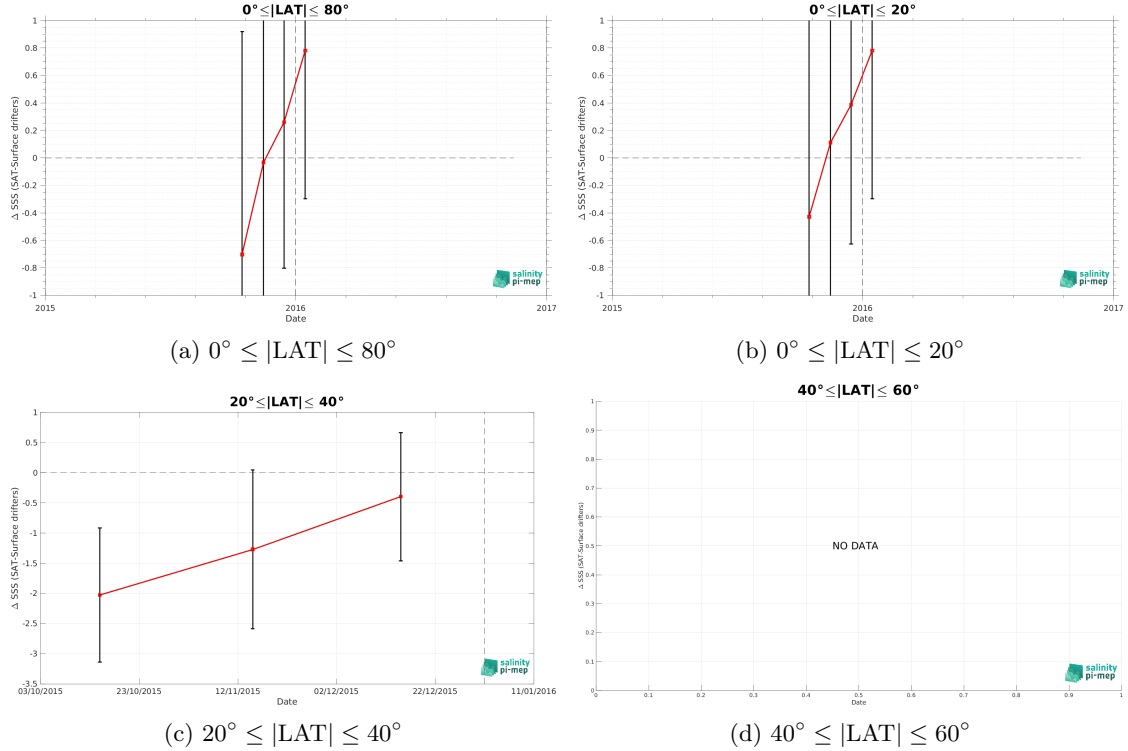 0°≤|LAT|≤ 80°
Δ SSS (SAT-Surface drifters)
1
0.8
0.6
0.4
0.2
0
-0.2
-0.4
-0.6
-0.8
-1
2015
2016
2017
Date
salinity
pi-mep
(a) 0° ≤ |LAT| ≤ 80°
0°≤|LAT|≤ 20°
Δ SSS (SAT-Surface drifters)
1
0.8
0.6
0.4
0.2
0
-0.2
-0.4
-0.6
-0.8
-1
2015
2016
2017
Date
salinity
pi-mep
(b) 0° ≤ |LAT| ≤ 20°
20°≤|LAT|≤ 40°
Δ SSS (SAT-Surface drifters)
1
0.5
0
-0.5
-1
-1.5
-2
-2.5
-3
-3.5
03/10/2015
23/10/2015
12/11/2015
02/12/2015
22/12/2015
11/01/2016
Date
salinity
pi-mep
(c) 20° ≤ |LAT| ≤ 40°
40°≤|LAT|≤ 60°
Δ SSS (SAT-Surface drifters)
1
0.9
0.8
0.7
0.6
0.5
0.4
0.3
0.2
0.1
0
NO DATA
0
0.1
0.2
0.3
0.4
0.5
0.6
0.7
0.8
0.9
1
Date
salinity
pi-mep
(d) 40° ≤ |LAT| ≤ 60°